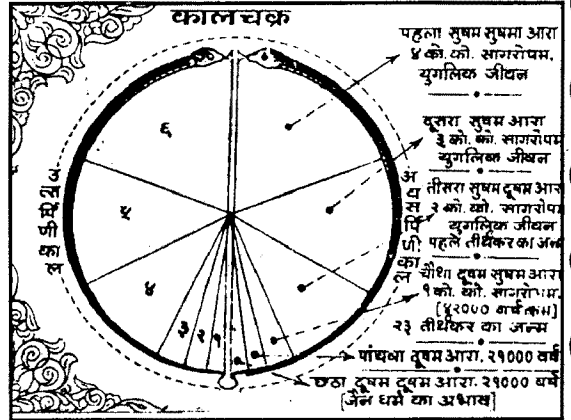 कालचक्र
पहला सुषम सुषमा आरा
४ को. को. सागरोपम,
युगलिक जीवन
दूसरा सुषम आरा
३ को. को. सागरोपम
युगलिक जीवन
तीसरा सुषम दूषम आरा
२ को. को. सागरोपम
युगलिक जीवन
पहले तीर्थंकर का जन्म
चौथा दूषम सुषम आरा
१ को. को. सागरोपम,
[४२००० वर्ष कम]
२३ तीर्थंकर का जन्म
पांचवा दूषम आरा. २१००० वर्ष
छठा दूषम दूषम आरा. २१००० वर्ष
[जैन धर्म का अभाव]
उत्सर्पिणी काल
अवसर्पिणी काल
६
५
४
३
२
१